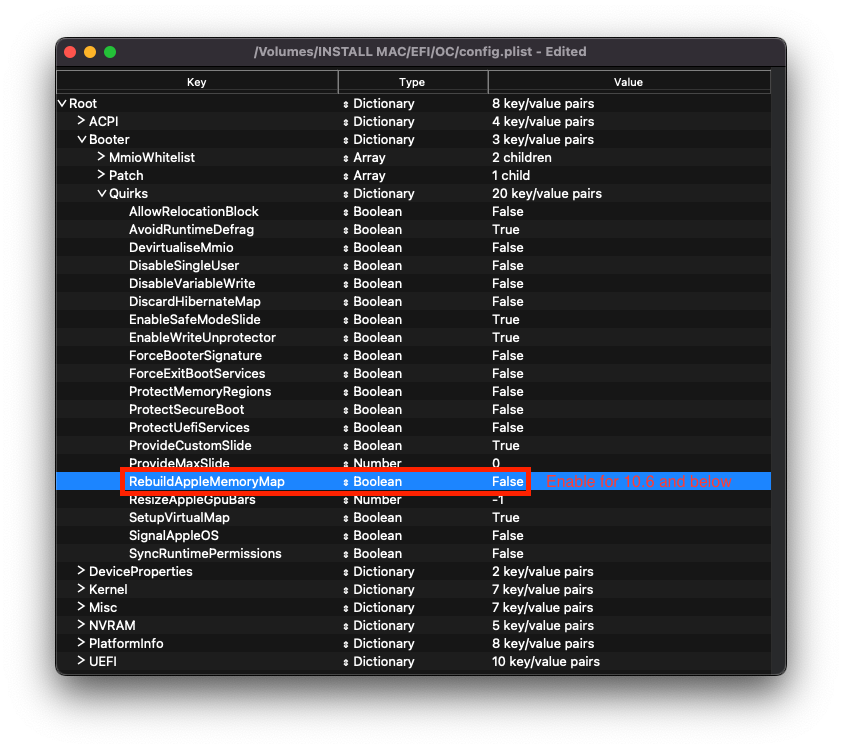 /Volumes/INSTALL MAC/EFI/OC/config.plist - Edited
Key Type Value
Root Dictionary 8 key/value pairs
ACPI Dictionary 4 key/value pairs
Booter Dictionary 3 key/value pairs
MmioWhitelist Array 2 children
Patch Array 1 child
Quirks Dictionary 20 key/value pairs
AllowRelocationBlock Boolean False
AvoidRuntimeDefrag Boolean True
DevirtualiseMmio Boolean False
DisableSingleUser Boolean False
DisableVariableWrite Boolean False
DiscardHibernateMap Boolean False
EnableSafeModeSlide Boolean True
EnableWriteUnprotector Boolean True
ForceBooterSignature Boolean False
ForceExitBootServices Boolean False
ProtectMemoryRegions Boolean False
ProtectSecureBoot Boolean False
ProtectUefiServices Boolean False
ProvideCustomSlide Boolean True
ProvideMaxSlide Number 0
RebuildAppleMemoryMap Boolean False Enable for 10.6 and below
ResizeAppleGpuBars Number -1
SetupVirtualMap Boolean True
SignalAppleOS Boolean False
SyncRuntimePermissions Boolean False
DeviceProperties Dictionary 2 key/value pairs
Kernel Dictionary 7 key/value pairs
Misc Dictionary 7 key/value pairs
NVRAM Dictionary 5 key/value pairs
PlatformInfo Dictionary 8 key/value pairs
UEFI Dictionary 10 key/value pairs